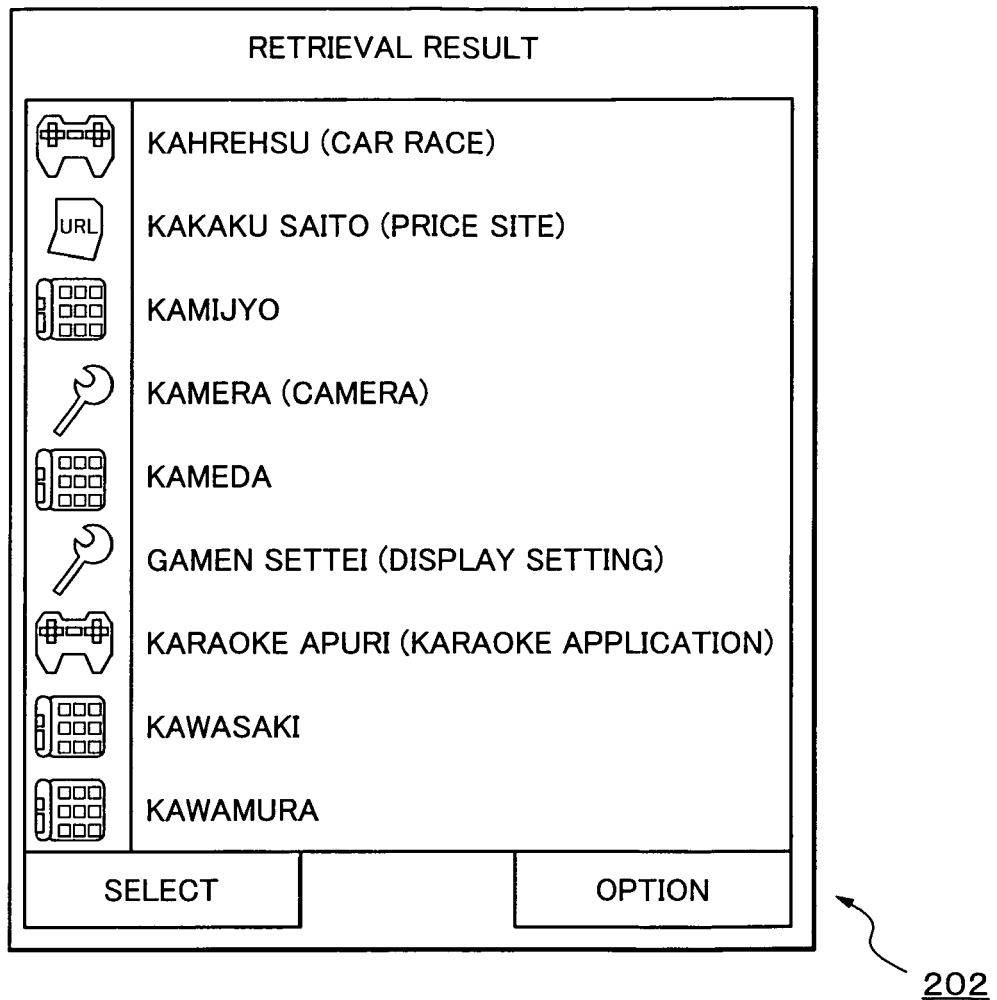 RETRIEVAL RESULT
KAHREHSU (CAR RACE)
URL
KAKAKU SAITO (PRICE SITE)
KAMIJYO
KAMERA (CAMERA)
KAMEDA
GAMEN SETTEI (DISPLAY SETTING)
KARAOKE APURI (KARAOKE APPLICATION)
KAWASAKI
KAWAMURA
SELECT
OPTION
202